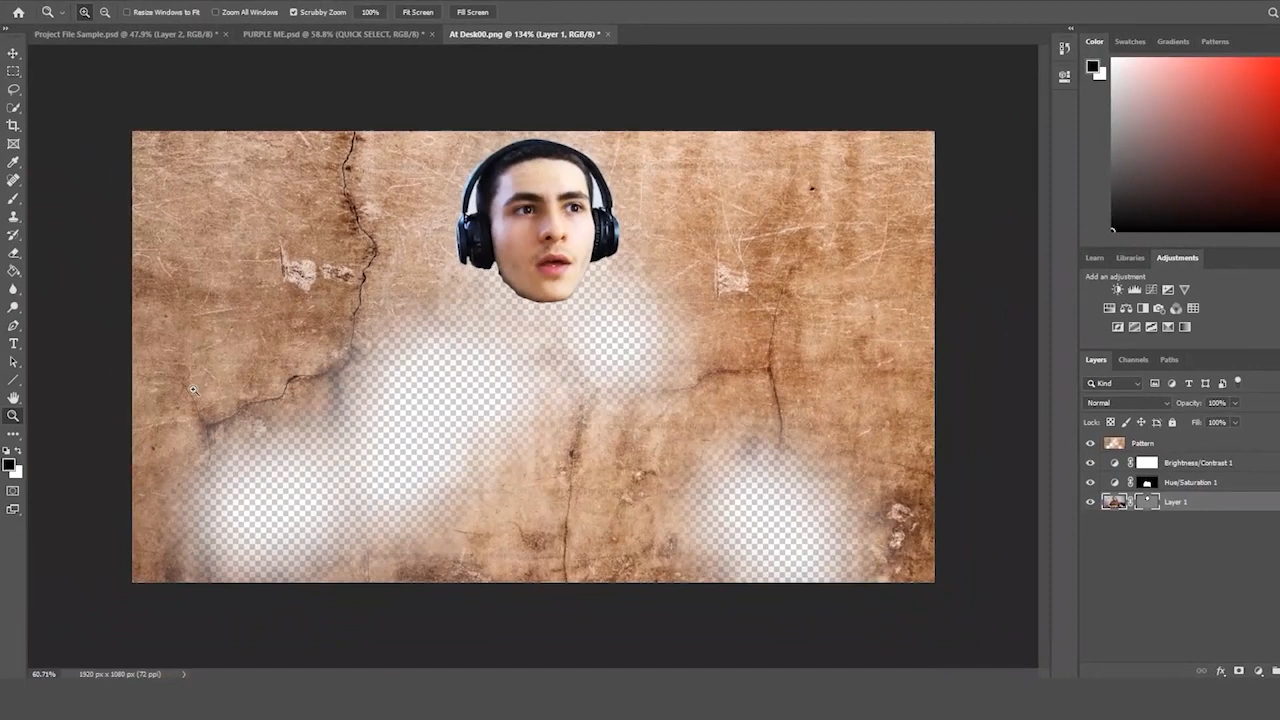 Resize Windows to Fit Zoom All Windows Scrubby Zoom 100% Fit Screen Fill Screen
Project File Sample.psd @ 47.9% (Layer 2, RGB/8) * × PURPLE ME.psd @ 58.8% (QUICK SELECT, RGB/8) * × At Desk00.png @ 134% (Layer 1, RGB/8) * ×
Color Swatches Gradients Patterns
Learn Libraries Adjustments
Add an adjustment
Layers Channels Paths
Kind
Normal Opacity: 100%
Lock: Fill: 100%
Pattern
Brightness/Contrast 1
Hue/Saturation 1
Layer 1
fx
60.71% 1920 px x 1080 px (72 ppi)